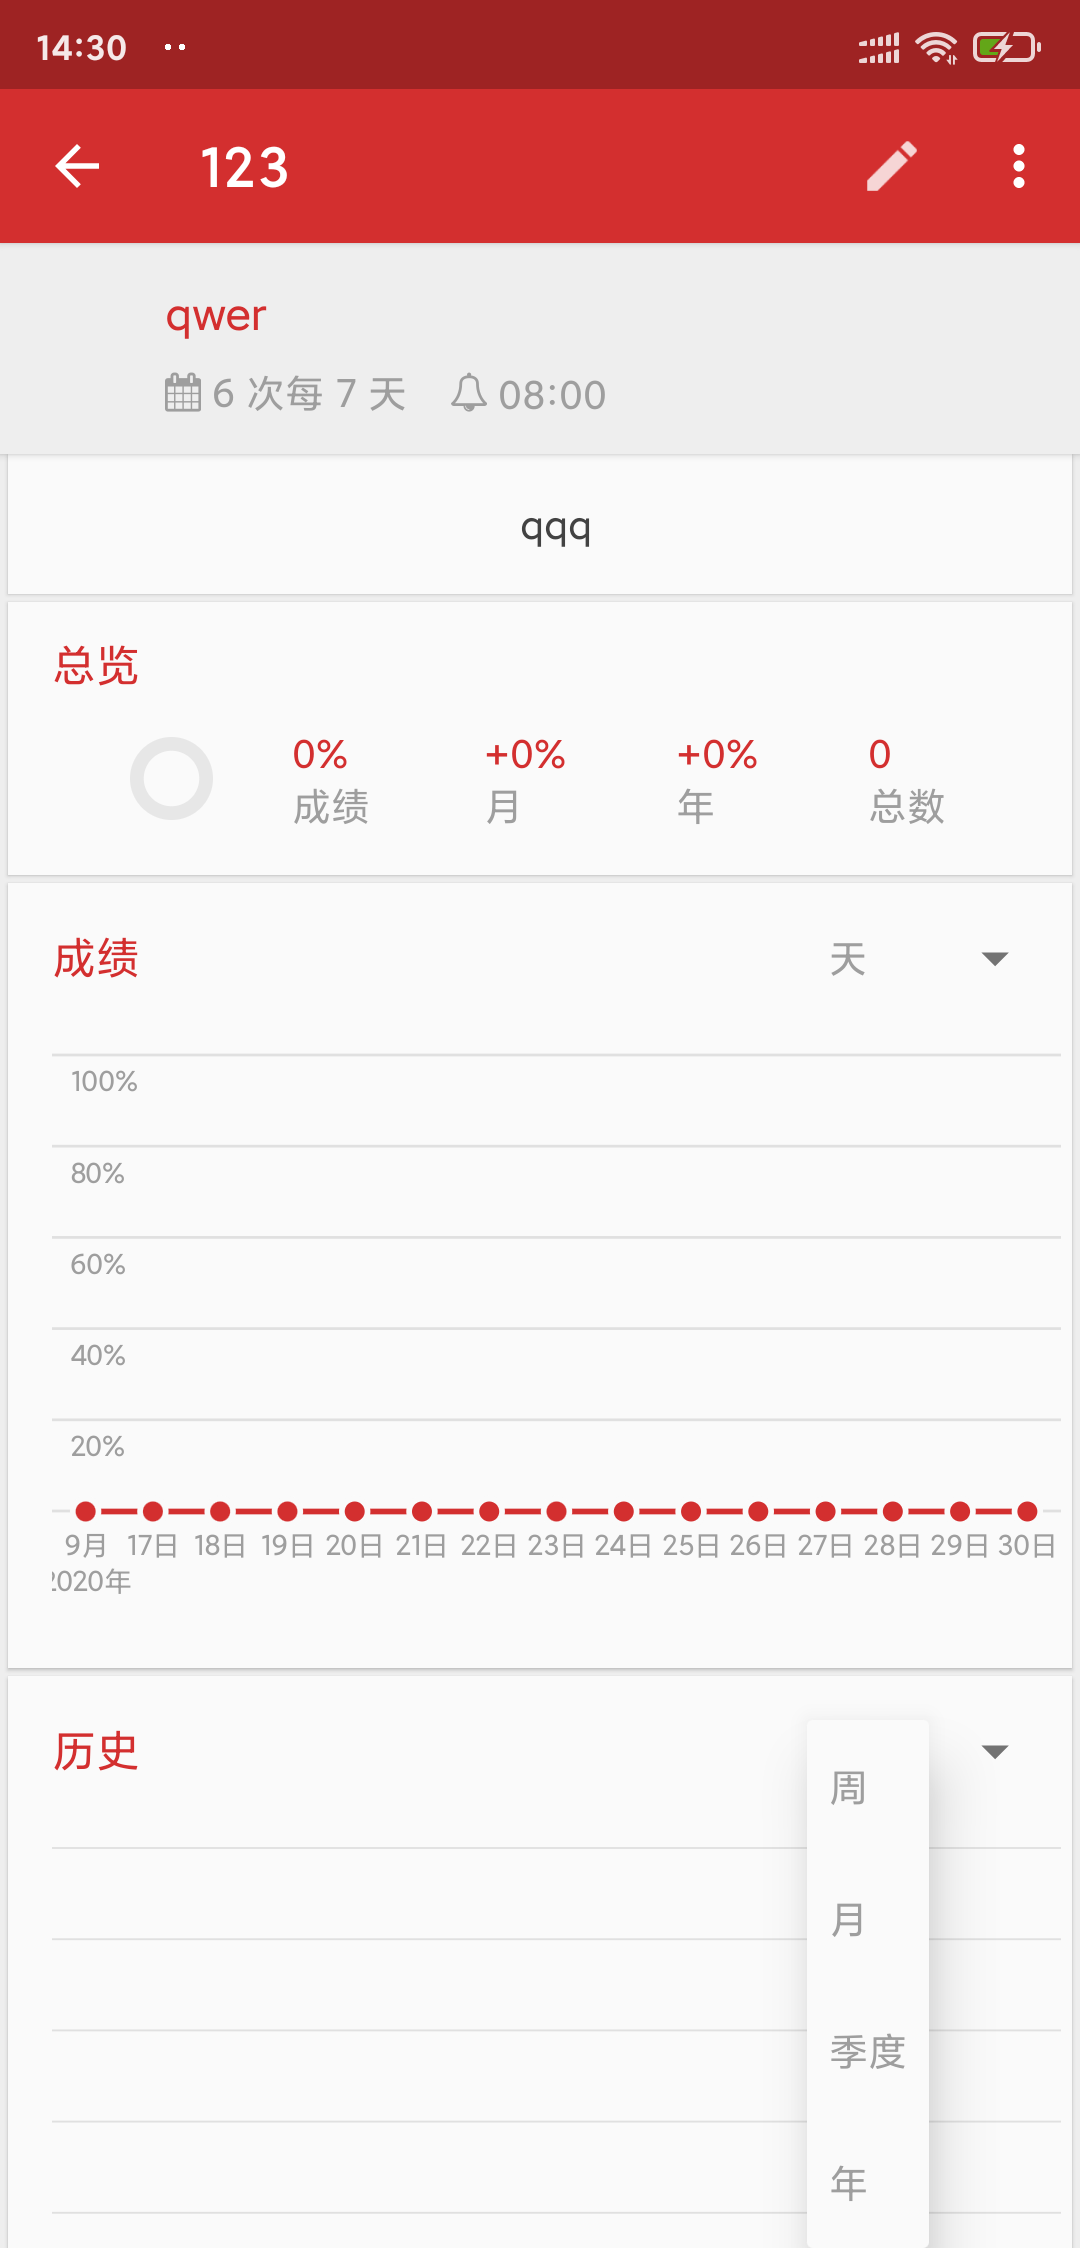 14:30
123
qwer
6 次每 7 天 08:00
qqq
总览
0% +0% +0% 0
成绩 月 年 总数
成绩 天
100%
80%
60%
40%
20%
9月 17日 18日 19日 20日 21日 22日 23日 24日 25日 26日 27日 28日 29日 30日
2020年
历史
周
月
季度
年